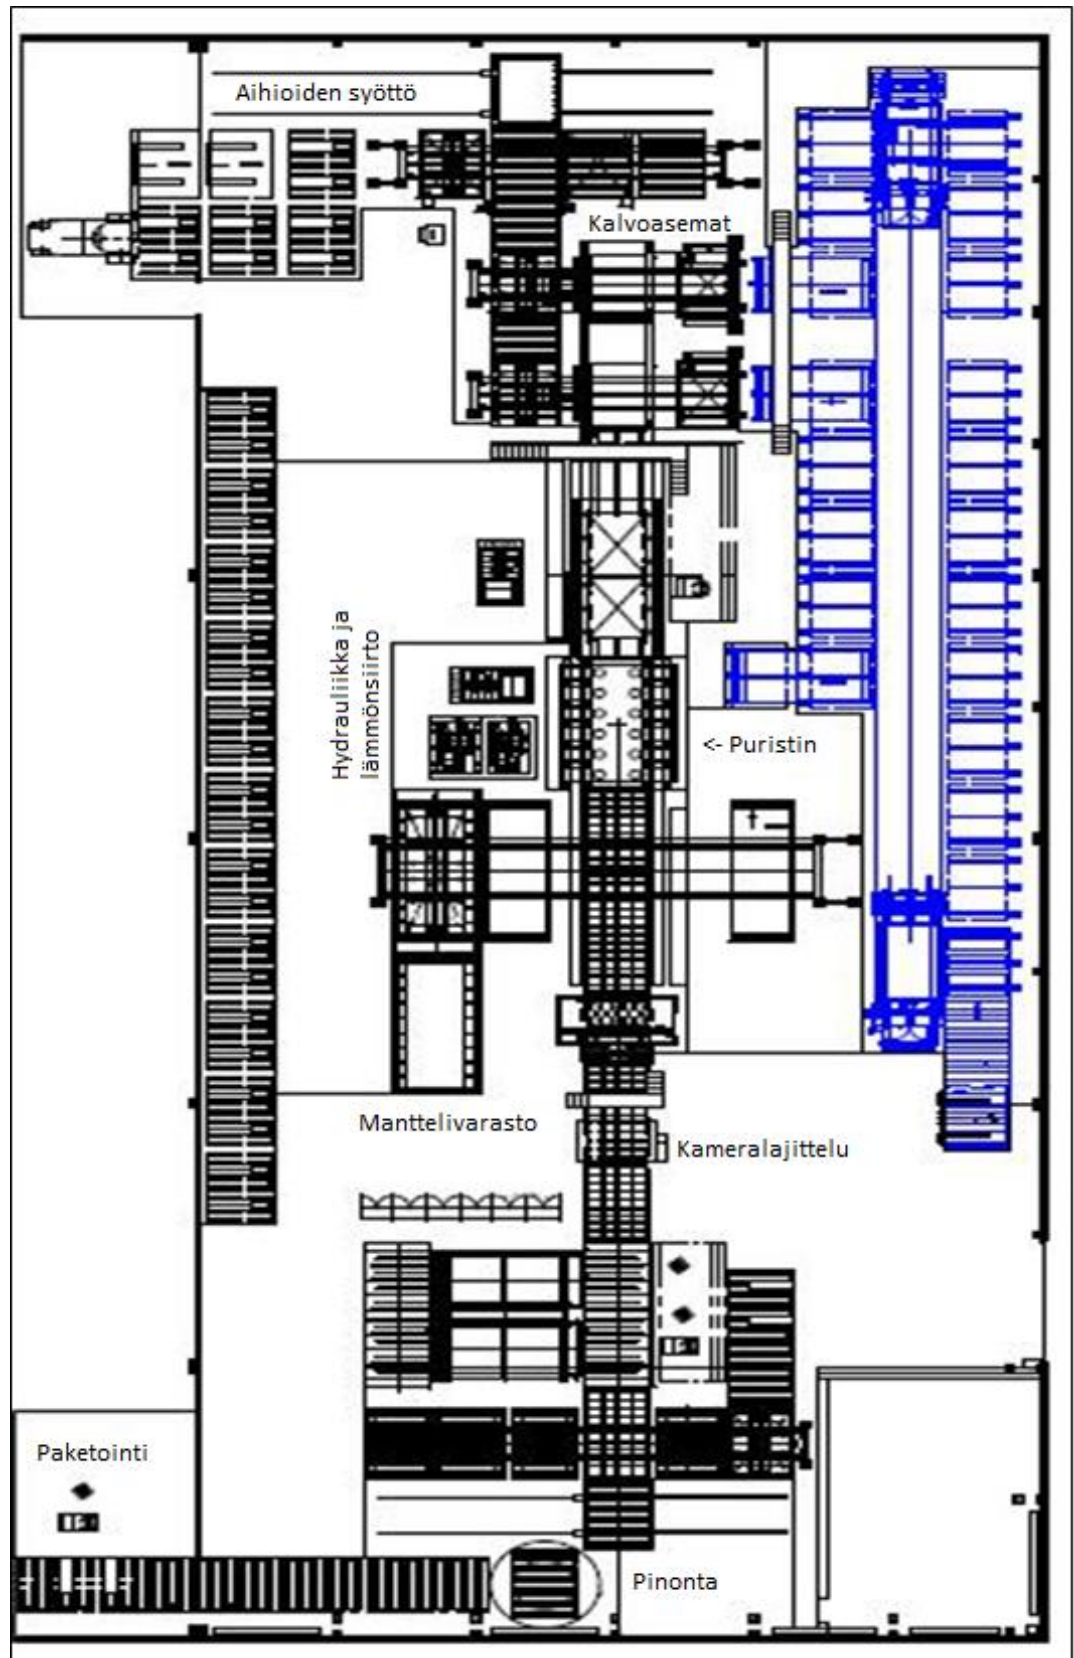 Aihioiden syöttö
Kalvoasemat
Hydrauliikka ja
lämmönsiirto
<- Puristin
Manttelivarasto
Kameralajittelu
Paketointi
Pinonta